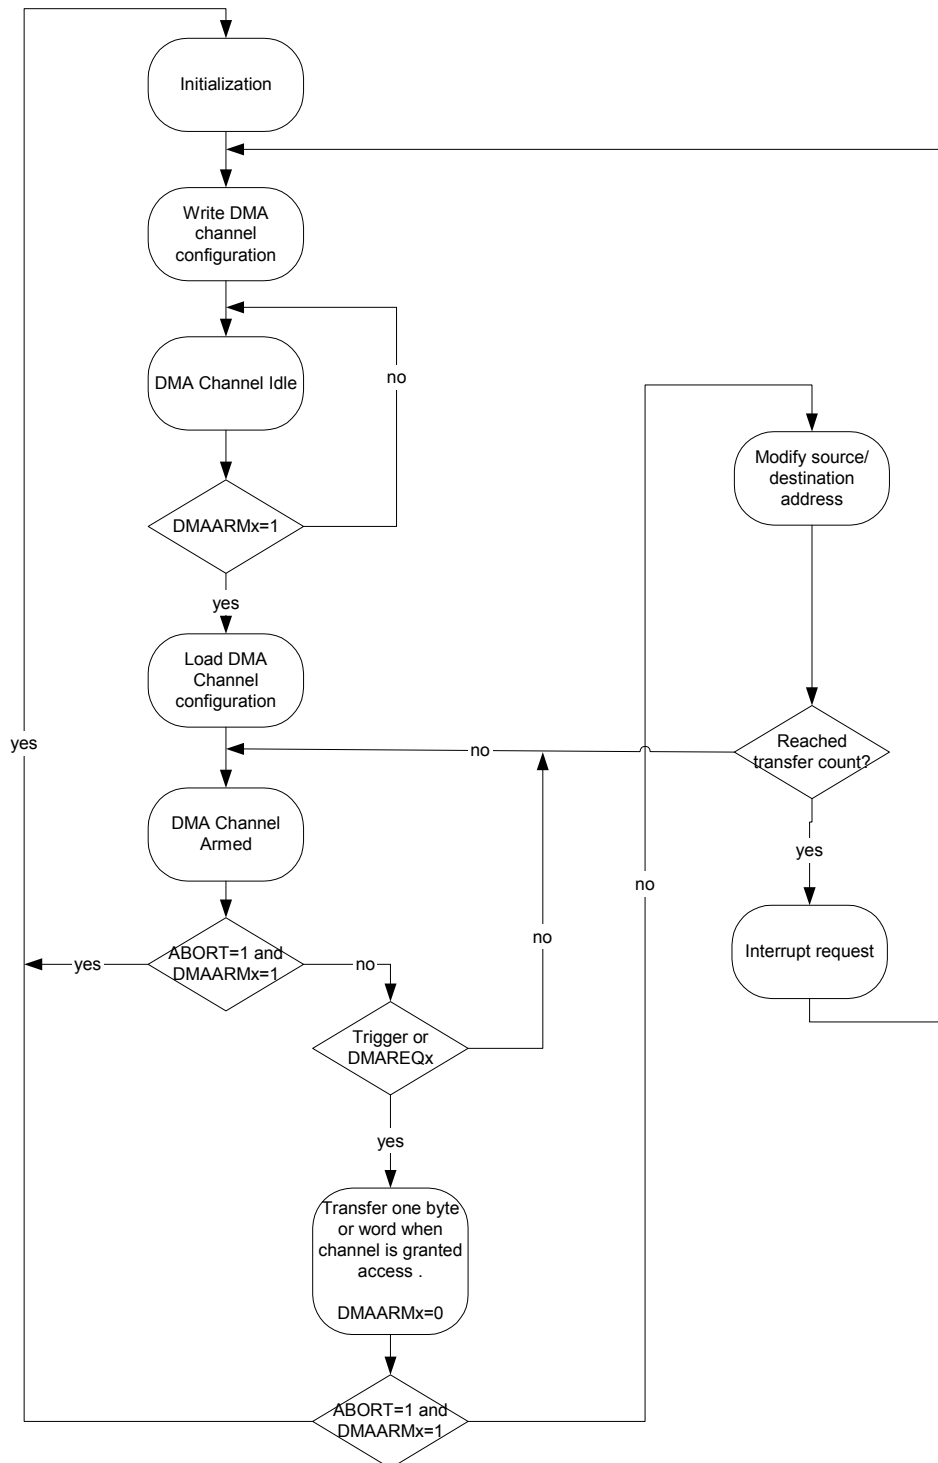 Initialization
Write DMA
channel
configuration
DMA Channel Idle
no
DMAARMx=1
yes
Load DMA
Channel
configuration
Modify source/
destination
address
yes
no
Reached
transfer count?
DMA Channel
Armed
yes
no
no
ABORT=1 and
DMAARMx=1
yes
no
Interrupt request
Trigger or
DMAREQx
yes
Transfer one byte
or word when
channel is granted
access .
DMAARMx=0
ABORT=1 and
DMAARMx=1